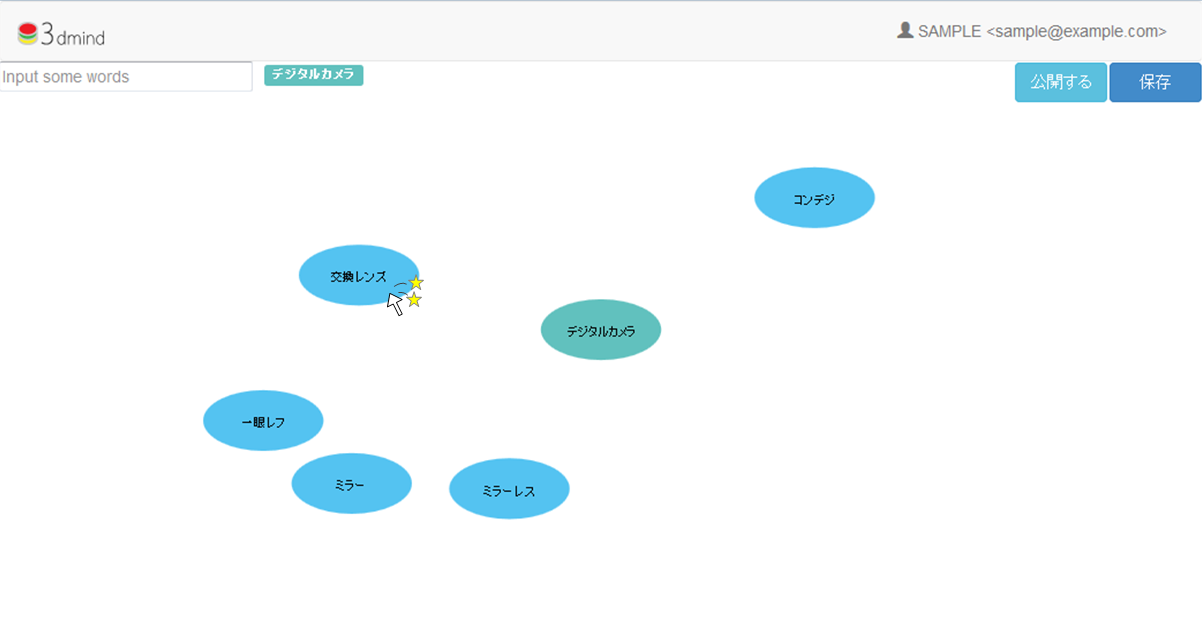 3dmind
SAMPLE <sample@example.com>
Input some words
デジタルカメラ
公開する
保存
コンデジ
交換レンズ
デジタルカメラ
一眼レフ
ミラー
ミラーレス